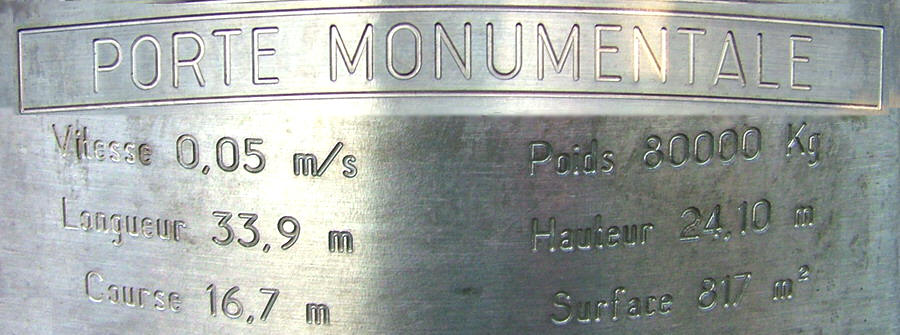 PORTE MONUMENTALE
Vitesse 0,05 m/s Poids 80000 Kg
Longueur 33,9 m Hauteur 24,10 m
Course 16,7 m Surface 817 m²